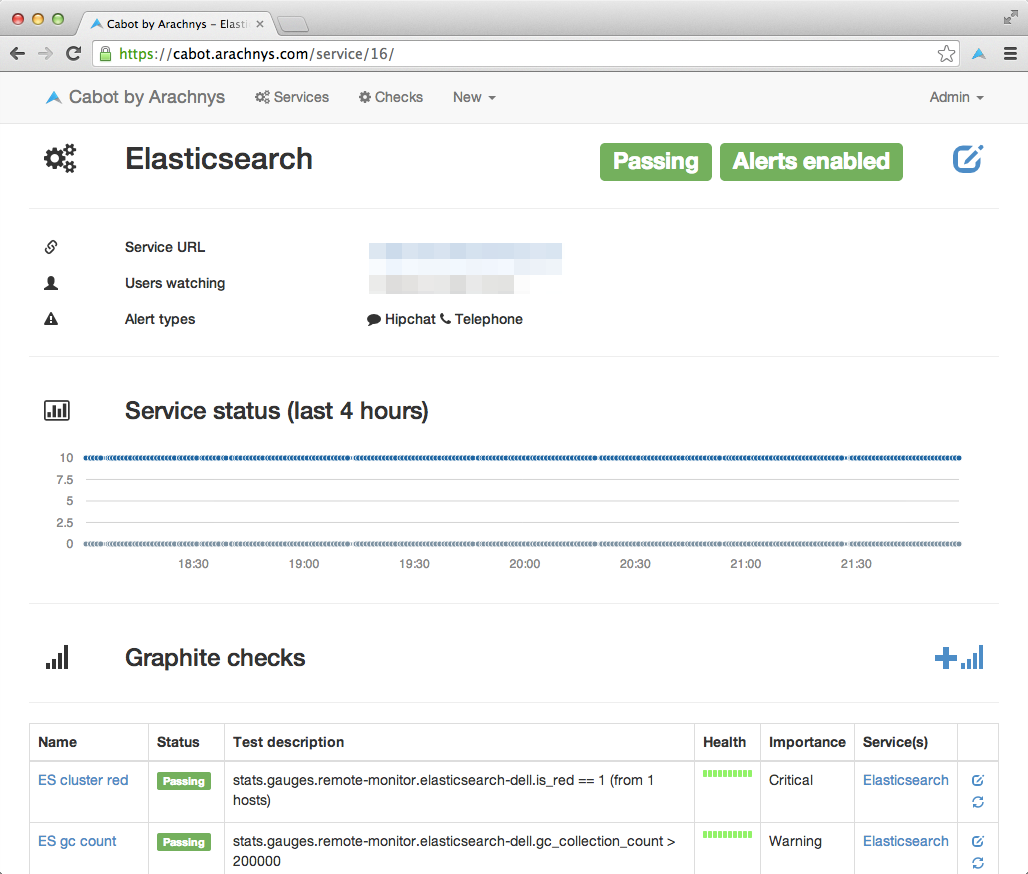 Cabot by Arachnys – Elasti
https://cabot.arachnys.com/service/16/
Cabot by Arachnys Services Checks New Admin
Elasticsearch Passing Alerts enabled
Service URL
Users watching
Alert types Hipchat Telephone
Service status (last 4 hours)
10
7.5
5
2.5
0
18:30 19:00 19:30 20:00 20:30 21:00 21:30
Graphite checks
Name Status Test description Health Importance Service(s)
ES cluster red Passing stats.gauges.remote-monitor.elasticsearch-dell.is_red == 1 (from 1 Critical Elasticsearch
hosts)
ES gc count Passing stats.gauges.remote-monitor.elasticsearch-dell.gc_collection_count > Warning Elasticsearch
200000